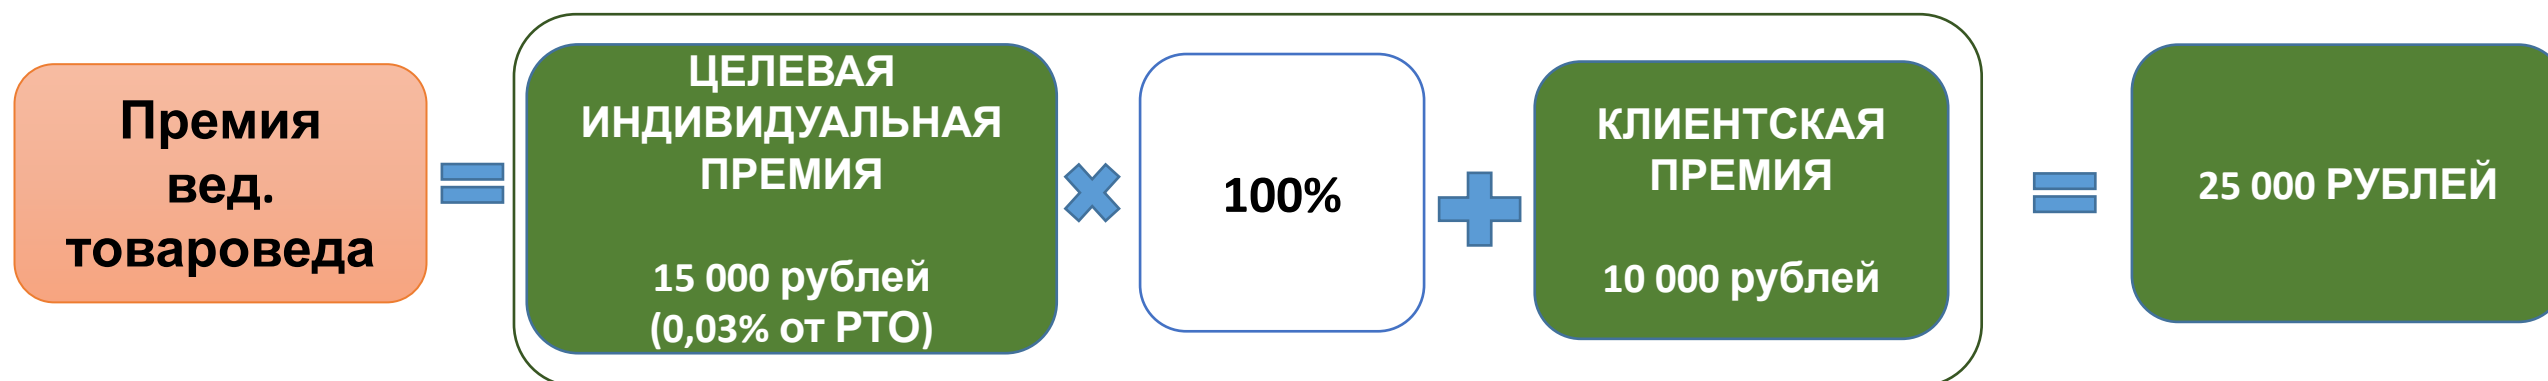 Премия
вед.
товароведа
ЦЕЛЕВАЯ
ИНДИВИДУАЛЬНАЯ
ПРЕМИЯ
15 000 рублей
(0,03% от РТО)
100%
КЛИЕНТСКАЯ
ПРЕМИЯ
10 000 рублей
25 000 РУБЛЕЙ